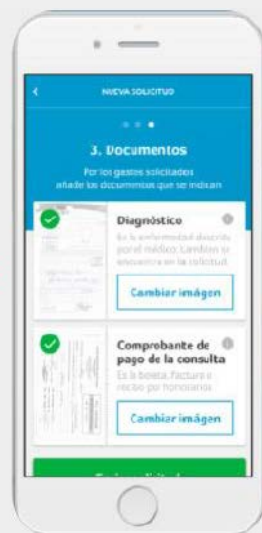 NUEVA SOLICITUD
3. Documentos
Por los gastos solicitados
añade los documentos que se indican
Diagnóstico
Es la enfermedad descrita
por el médico, también se
encuentra en la solicitud.
Cambiar imágen
Comprobante de
pago de la consulta
Es la boleta, factura o
recibo por honorarios
Cambiar imágen